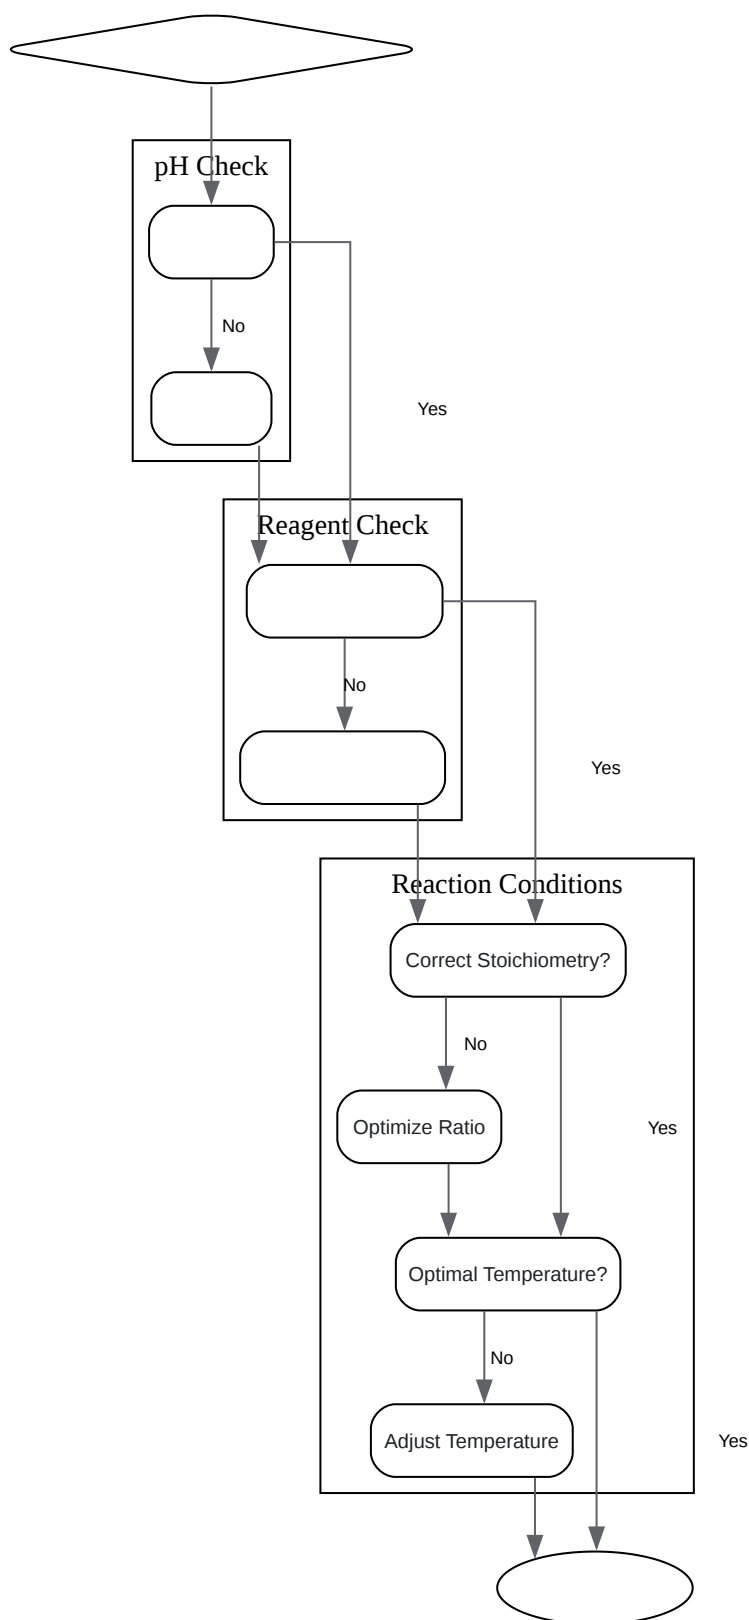 pH Check
No
Yes
Reagent Check
No
Yes
Reaction Conditions
Correct Stoichiometry?
No
Optimize Ratio
Yes
Optimal Temperature?
No
Adjust Temperature
Yes